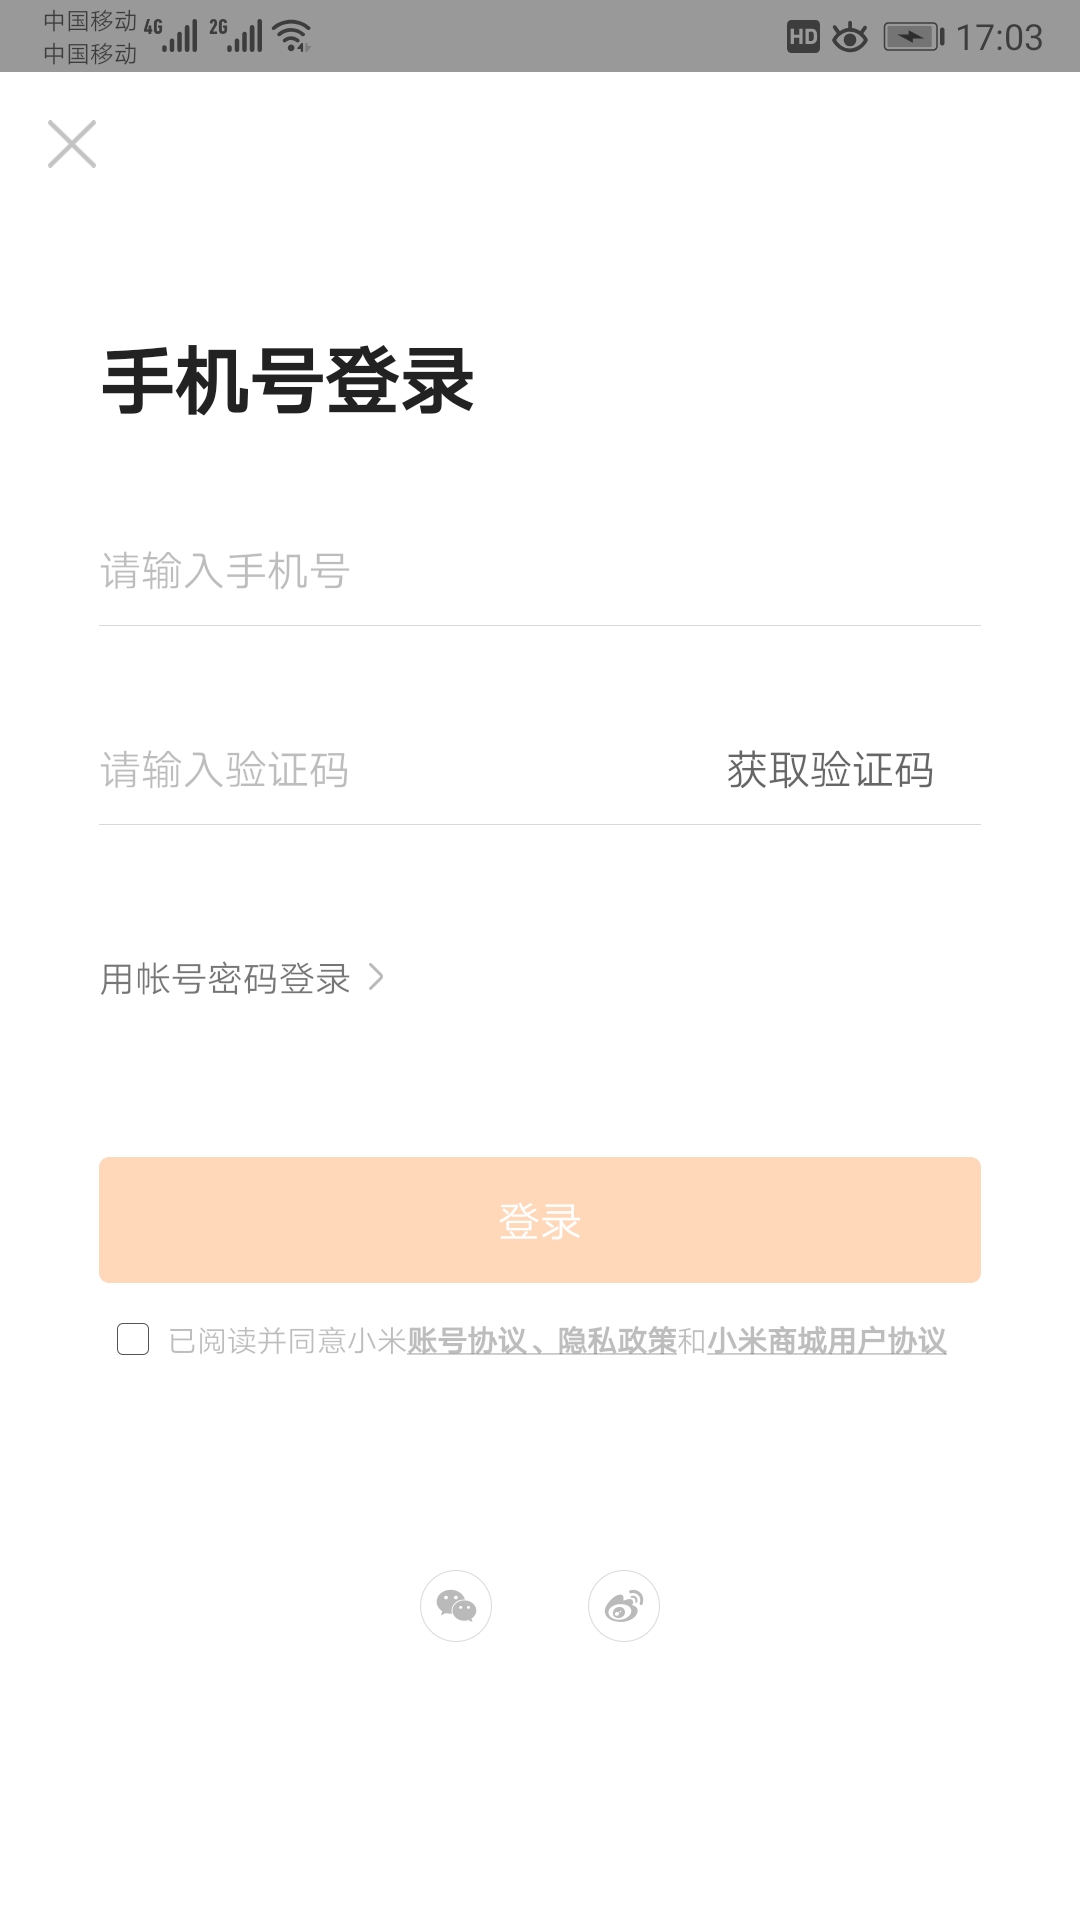 中国移动 4G 2G HD 17:03
中国移动
手机号登录
请输入手机号
请输入验证码 获取验证码
用帐号密码登录
登录
已阅读并同意小米账号协议、隐私政策和小米商城用户协议